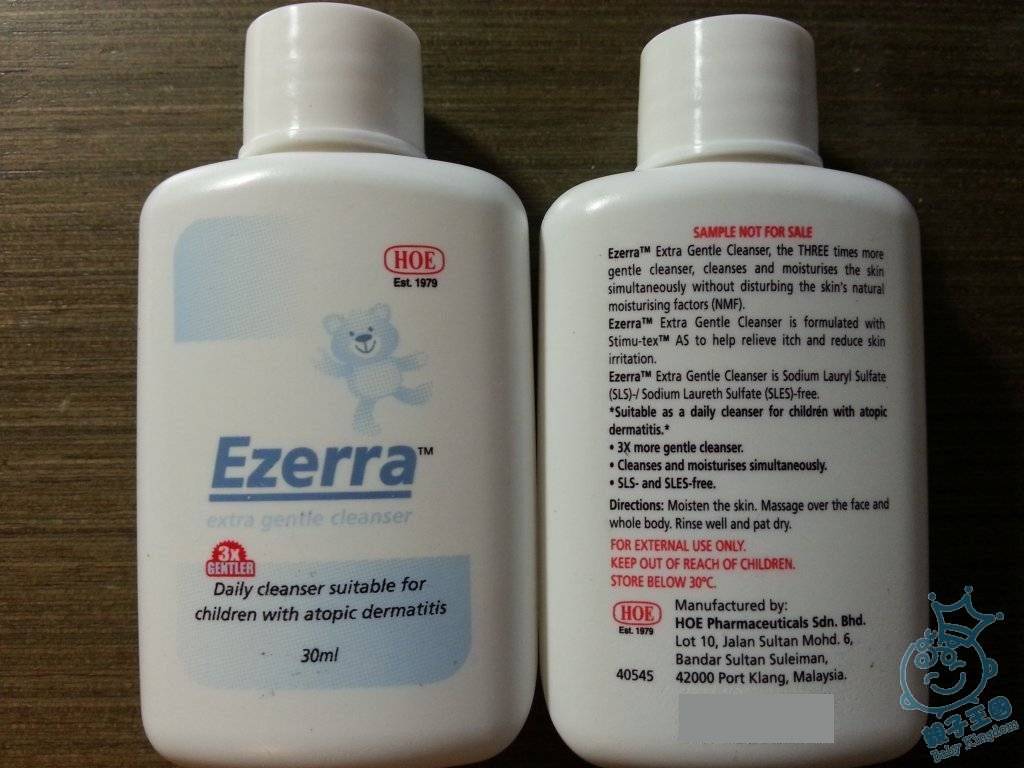 HOE
Est. 1979
Ezerra™
extra gentle cleanser
3x
GENTLER
Daily cleanser suitable for
children with atopic dermatitis
30ml
SAMPLE NOT FOR SALE
Ezerra™ Extra Gentle Cleanser, the THREE times more
gentle cleanser, cleanses and moisturises the skin
simultaneously without disturbing the skin's natural
moisturising factors (NMF).
Ezerra™ Extra Gentle Cleanser is formulated with
Stimu-tex™ AS to help relieve itch and reduce skin
irritation.
Ezerra™ Extra Gentle Cleanser is Sodium Lauryl Sulfate
(SLS)-/ Sodium Laureth Sulfate (SLES)-free.
*Suitable as a daily cleanser for children with atopic
dermatitis.*
• 3X more gentle cleanser.
• Cleanses and moisturises simultaneously.
• SLS- and SLES-free.
Directions: Moisten the skin. Massage over the face and
whole body. Rinse well and pat dry.
FOR EXTERNAL USE ONLY.
KEEP OUT OF REACH OF CHILDREN.
STORE BELOW 30°C.
HOE
Est. 1979
Manufactured by:
HOE Pharmaceuticals Sdn. Bhd.
Lot 10, Jalan Sultan Mohd. 6,
Bandar Sultan Suleiman,
42000 Port Klang, Malaysia.
40545
親子王國
Baby Kingdom